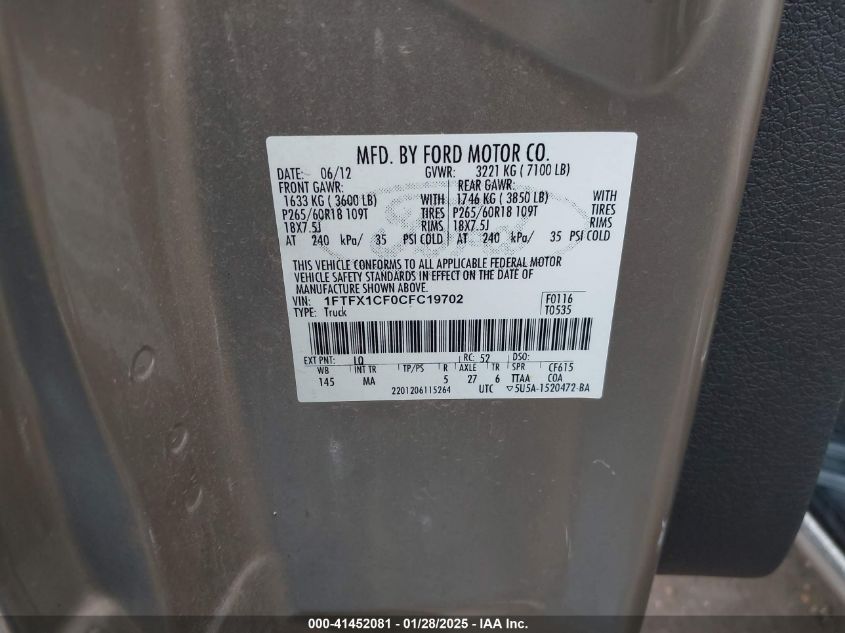 MFD. BY FORD MOTOR CO.
DATE: 06/12 GVWR: 3221 KG ( 7100 LB)
FRONT GAWR: REAR GAWR:
1633 KG ( 3600 LB) WITH 1746 KG ( 3850 LB) WITH
P265/60R18 109T TIRES P265/60R18 109T TIRES
18X7.5J RIMS 18X7.5J RIMS
AT 240 kPa/ 35 PSI COLD AT 240 kPa/ 35 PSI COLD
THIS VEHICLE CONFORMS TO ALL APPLICABLE FEDERAL MOTOR
VEHICLE SAFETY STANDARDS IN EFFECT ON THE DATE OF
MANUFACTURE SHOWN ABOVE.
VIN: 1FTFX1CF0CFC19702 F0116
TYPE: Truck T0535
EXT PNT: LQ RC: 52 DSO:
WB INT TR TP/PS R AXLE TR SPR CF615
145 MA 5 27 6 TTAA COA
2201206115264 UTC ▽5U5A-1520472-BA
000-41452081 - 01/28/2025 - IAA Inc.